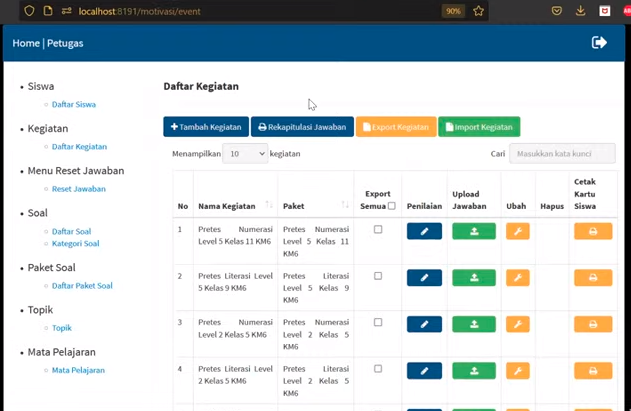 localhost:8191/motivasi/event
90%
Home | Petugas
Siswa
Daftar Siswa
Kegiatan
Daftar Kegiatan
Menu Reset Jawaban
Reset Jawaban
Soal
Daftar Soal
Kategori Soal
Paket Soal
Daftar Paket Soal
Topik
Topik
Mata Pelajaran
Mata Pelajaran
Daftar Kegiatan
Tambah Kegiatan
Rekapitulasi Jawaban
Export Kegiatan
Import Kegiatan
Menampilkan 10 kegiatan
Cari Masukkan kata kunci
No
Nama Kegiatan
Paket
Export
Semua
Penilaian
Upload
Jawaban
Ubah
Hapus
Cetak
Kartu
Siswa
1
Pretes Numerasi
Level 5 Kelas 11 KM6
Pretes Numerasi
Level 5 Kelas 11
KM6
2
Pretes Literasi Level
5 Kelas 9 KM6
Pretes Literasi
Level 5 Kelas 9
KM6
3
Pretes Numerasi
Level 2 Kelas 5 KM6
Pretes Numerasi
Level 2 Kelas 5
KM6
4
Pretes Literasi Level
2 Kelas 5 KM6
Pretes Literasi
Level 2 Kelas 5
KM6